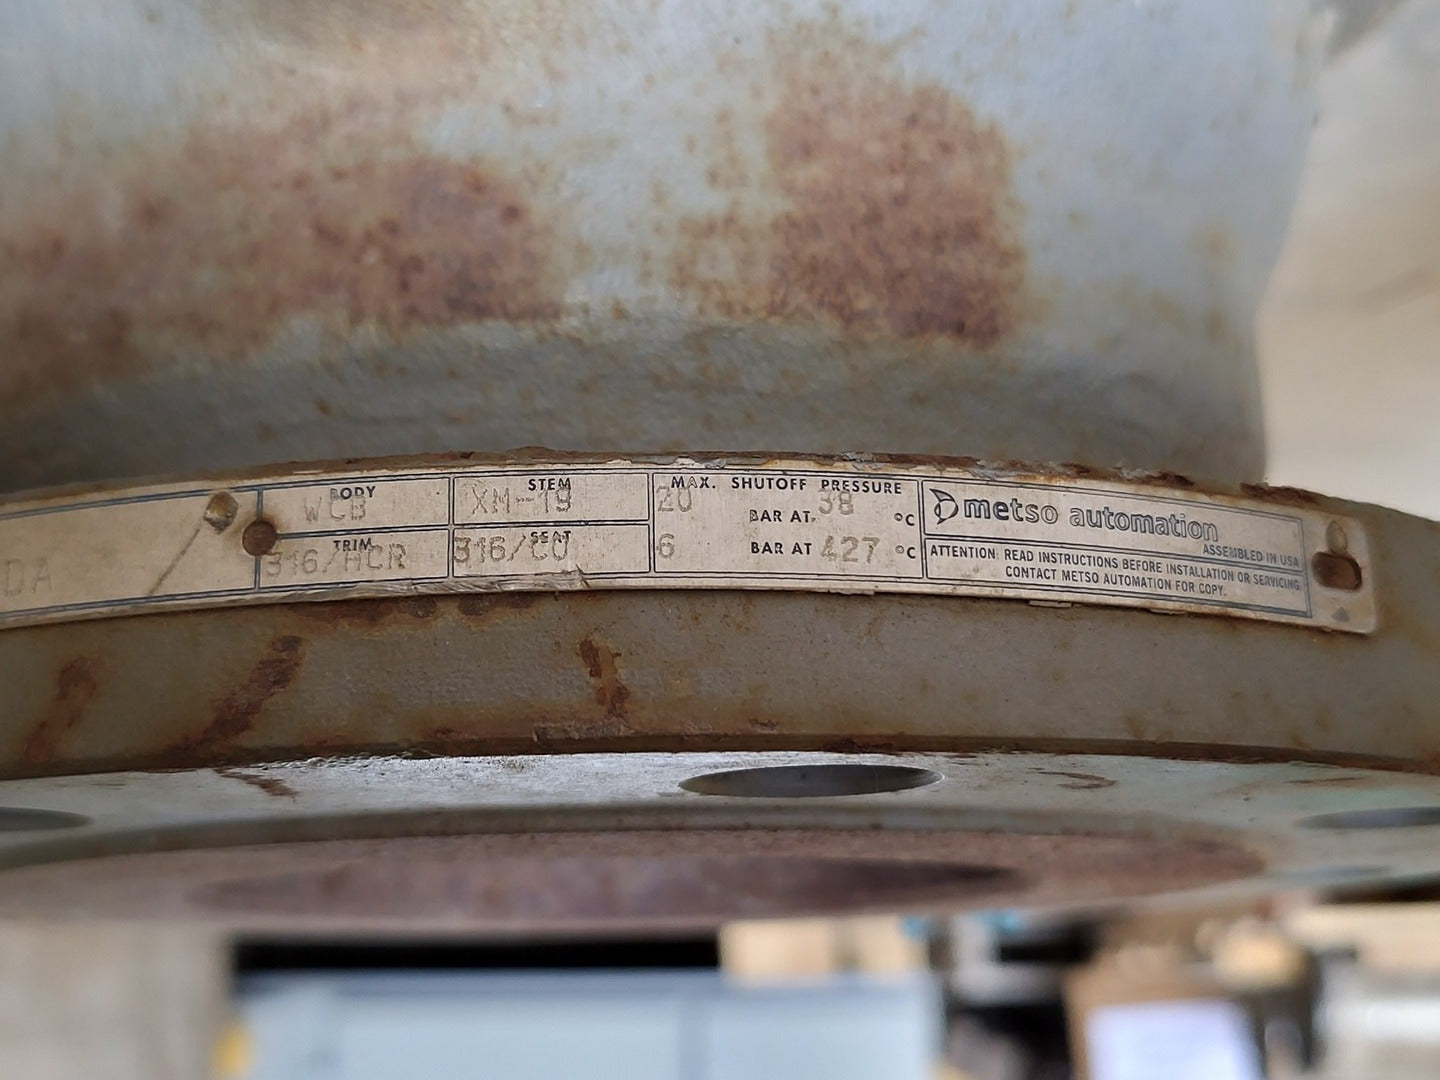 DA
BODY
WCB
TRIM
316/HCR
STEM
XM-19
SEAT
316/CO
MAX. SHUTOFF PRESSURE
20 BAR AT. 38 °C
6 BAR AT 427 °C
metso automation
ASSEMBLED IN USA
ATTENTION: READ INSTRUCTIONS BEFORE INSTALLATION OR SERVICING
CONTACT METSO AUTOMATION FOR COPY.